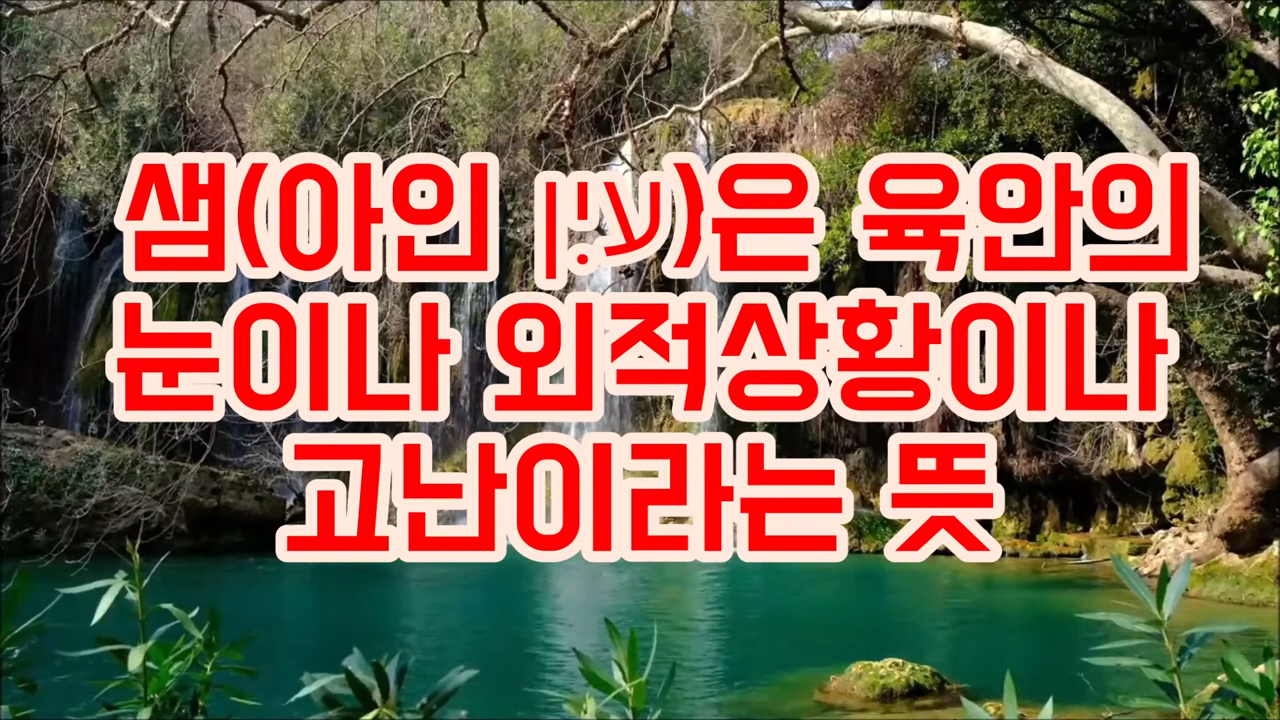 샘(아인 עִין)은 육안의
눈이나 외적상황이나
고난이라는 뜻